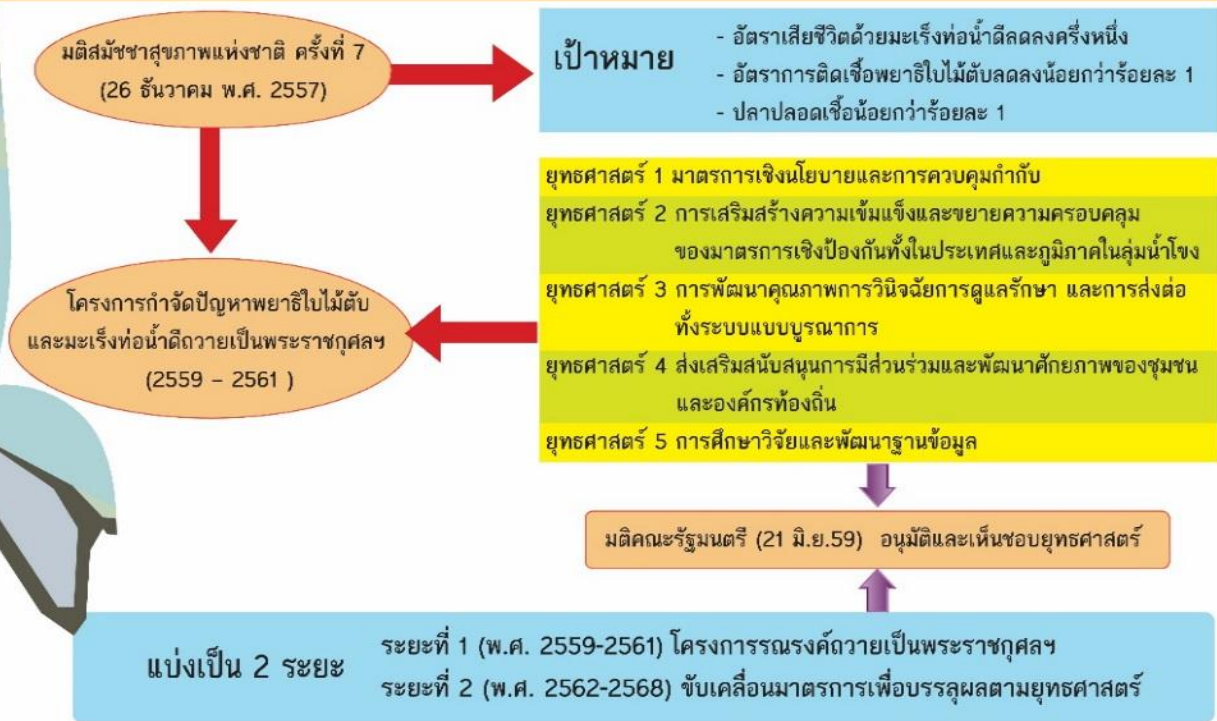 มติสมัชชาสุขภาพแห่งชาติ ครั้งที่ 7
(26 ธันวาคม พ.ศ. 2557)
เป้าหมาย
- อัตราเสียชีวิตด้วยมะเร็งท่อน้ำดีลดลงครึ่งหนึ่ง
- อัตราการติดเชื้อพยาธิใบไม้ตับลดลงน้อยกว่าร้อยละ 1
- ปลาปลอดเชื้อน้อยกว่าร้อยละ 1
ยุทธศาสตร์ 1 มาตรการเชิงนโยบายและการควบคุมกำกับ
ยุทธศาสตร์ 2 การเสริมสร้างความเข้มแข็งและขยายความครอบคลุม
ของมาตรการเชิงป้องกันทั้งในประเทศและภูมิภาคในลุ่มน้ำโขง
ยุทธศาสตร์ 3 การพัฒนาคุณภาพการวินิจฉัยการดูแลรักษา และการส่งต่อ
ทั้งระบบแบบบูรณาการ
ยุทธศาสตร์ 4 ส่งเสริมสนับสนุนการมีส่วนร่วมและพัฒนาศักยภาพของชุมชน
และองค์กรท้องถิ่น
ยุทธศาสตร์ 5 การศึกษาวิจัยและพัฒนาฐานข้อมูล
โครงการกำจัดปัญหาพยาธิใบไม้ตับ
และมะเร็งท่อน้ำดีถวายเป็นพระราชกุศลฯ
(2559 – 2561 )
มติคณะรัฐมนตรี (21 มิ.ย.59) อนุมัติและเห็นชอบยุทธศาสตร์
แบ่งเป็น 2 ระยะ
ระยะที่ 1 (พ.ศ. 2559-2561) โครงการรณรงค์ถวายเป็นพระราชกุศลฯ
ระยะที่ 2 (พ.ศ. 2562-2568) ขับเคลื่อนมาตรการเพื่อบรรลุผลตามยุทธศาสตร์